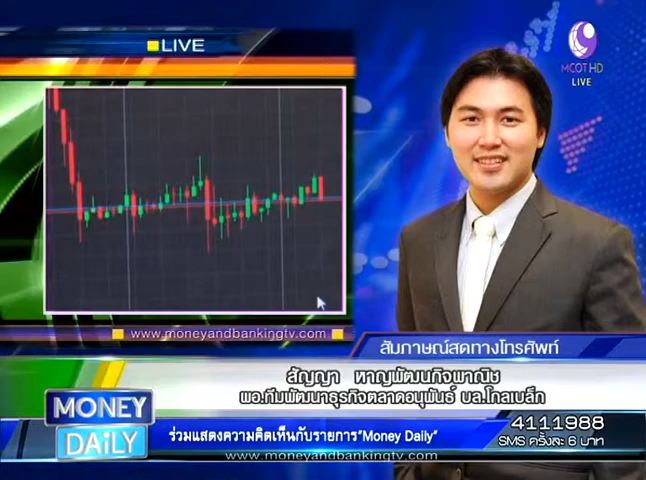 LIVE
MCOT HD
LIVE
www.moneyandbankingtv.com
สัมภาษณ์สดทางโทรศัพท์
สัญญา หาญพัฒนกิจพาณิช
ผอ.ทีมพัฒนาธุรกิจตลาดอนุพันธ์ บล.โกลเบล็ก
MONEY
DAiLY
ร่วมแสดงความคิดเห็นกับรายการ"Money Daily"
4111988
SMS ครั้งละ 6 บาท
www.moneyandbankingtv.com